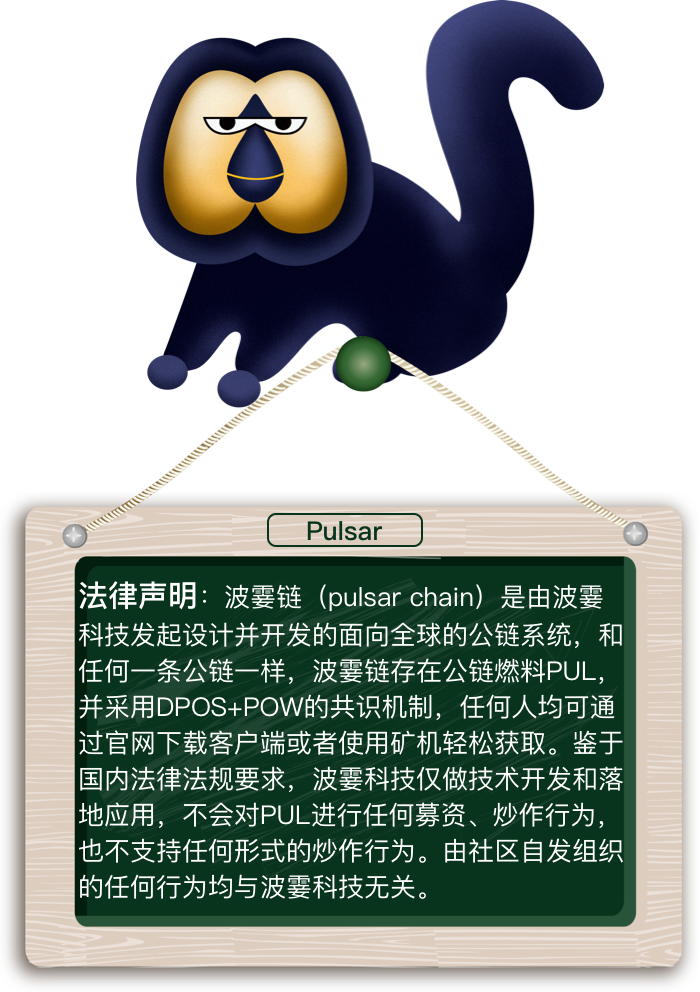 Pulsar
法律声明：波霎链（pulsar chain）是由波霎
科技发起设计并开发的面向全球的公链系统，和
任何一条公链一样，波霎链存在公链燃料PUL，
并采用DPOS+POW的共识机制，任何人均可通
过官网下载客户端或者使用矿机轻松获取。鉴于
国内法律法规要求，波霎科技仅做技术开发和落
地应用，不会对PUL进行任何募资、炒作行为，
也不支持任何形式的炒作行为。由社区自发组织
的任何行为均与波霎科技无关。